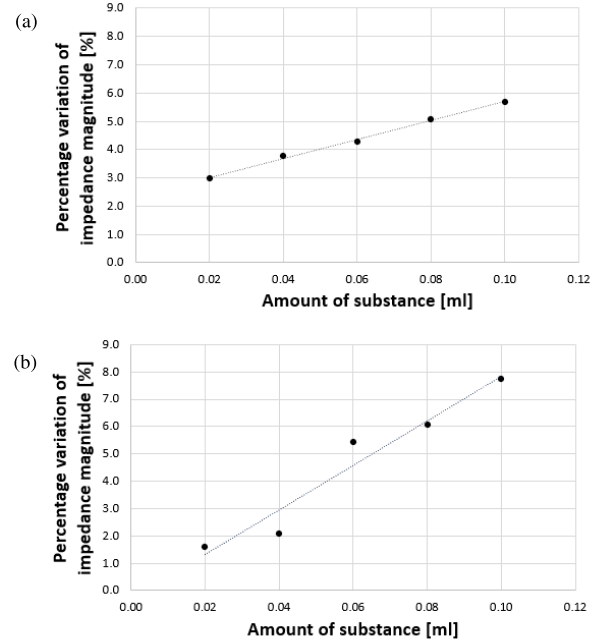 (a)
Percentage variation of
impedance magnitude [%]
9.0
8.0
7.0
6.0
5.0
4.0
3.0
2.0
1.0
0.0
0.00 0.02 0.04 0.06 0.08 0.10 0.12
Amount of substance [ml]
(b)
Percentage variation of
impedance magnitude [%]
9.0
8.0
7.0
6.0
5.0
4.0
3.0
2.0
1.0
0.0
0.00 0.02 0.04 0.06 0.08 0.10 0.12
Amount of substance [ml]